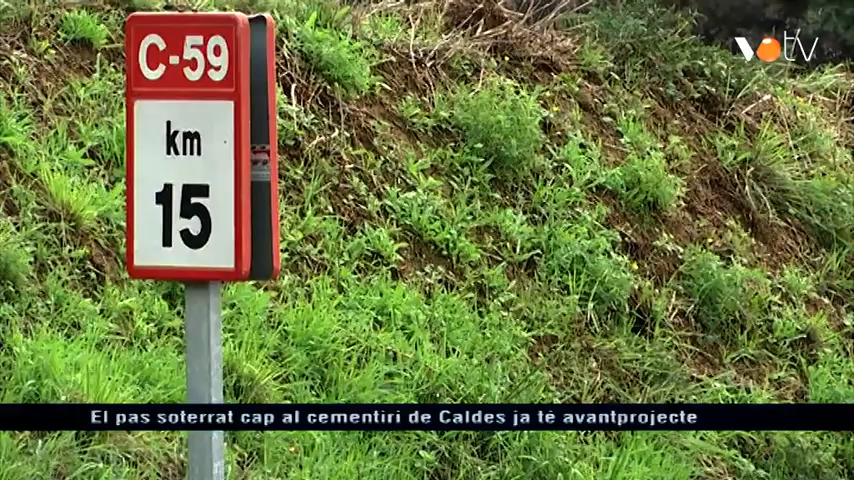 C-59
km
15
VOTV
El pas soterrat cap al cementiri de Caldes ja té avantprojecte